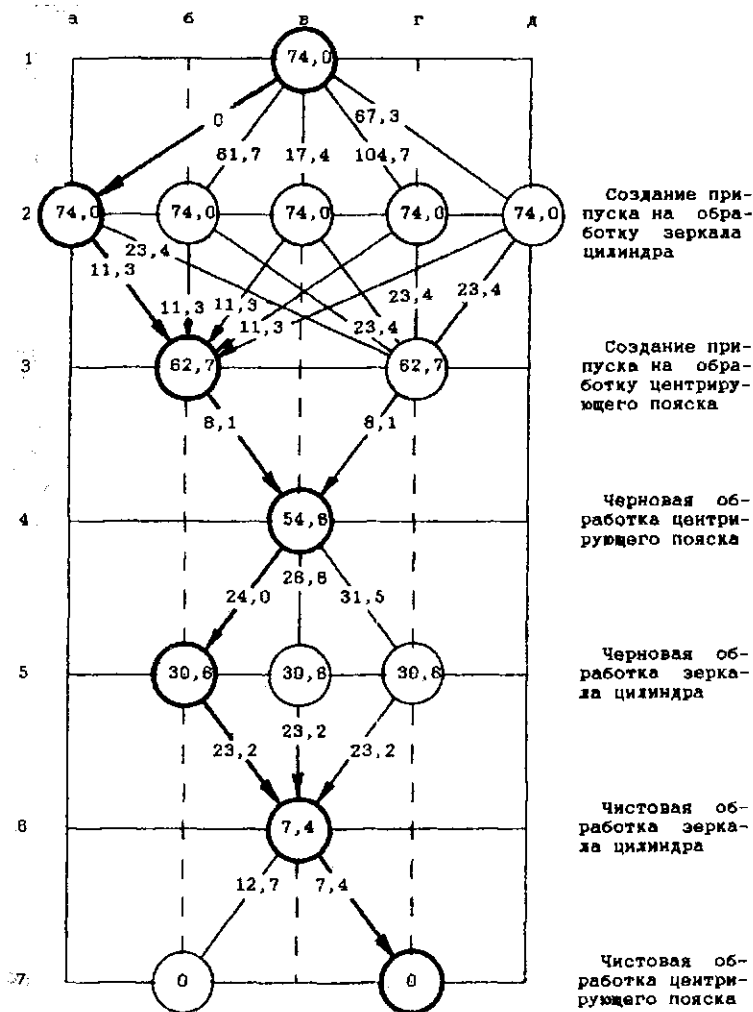 а б в г д
1 74,0
0 61,7 17,4 104,7 67,3
2 74,0 74,0 74,0 74,0 74,0
Создание при-
пуска на обра-
ботку зеркала
цилиндра
11,3 23,4 11,3 11,3 11,3 23,4 23,4 23,4
3 62,7 62,7
Создание при-
пуска на обра-
ботку центрирую-
ющего пояска
8,1 8,1
4 54,6
Черновая об-
работка центри-
рующего пояска
24,0 28,8 31,5
5 30,6 30,6 30,6
Черновая об-
работка зерка-
ла цилиндра
23,2 23,2 23,2
6 7,4
Чистовая об-
работка зерка-
ла цилиндра
12,7 7,4
7 0 0
Чистовая об-
работка центри-
рующего пояска